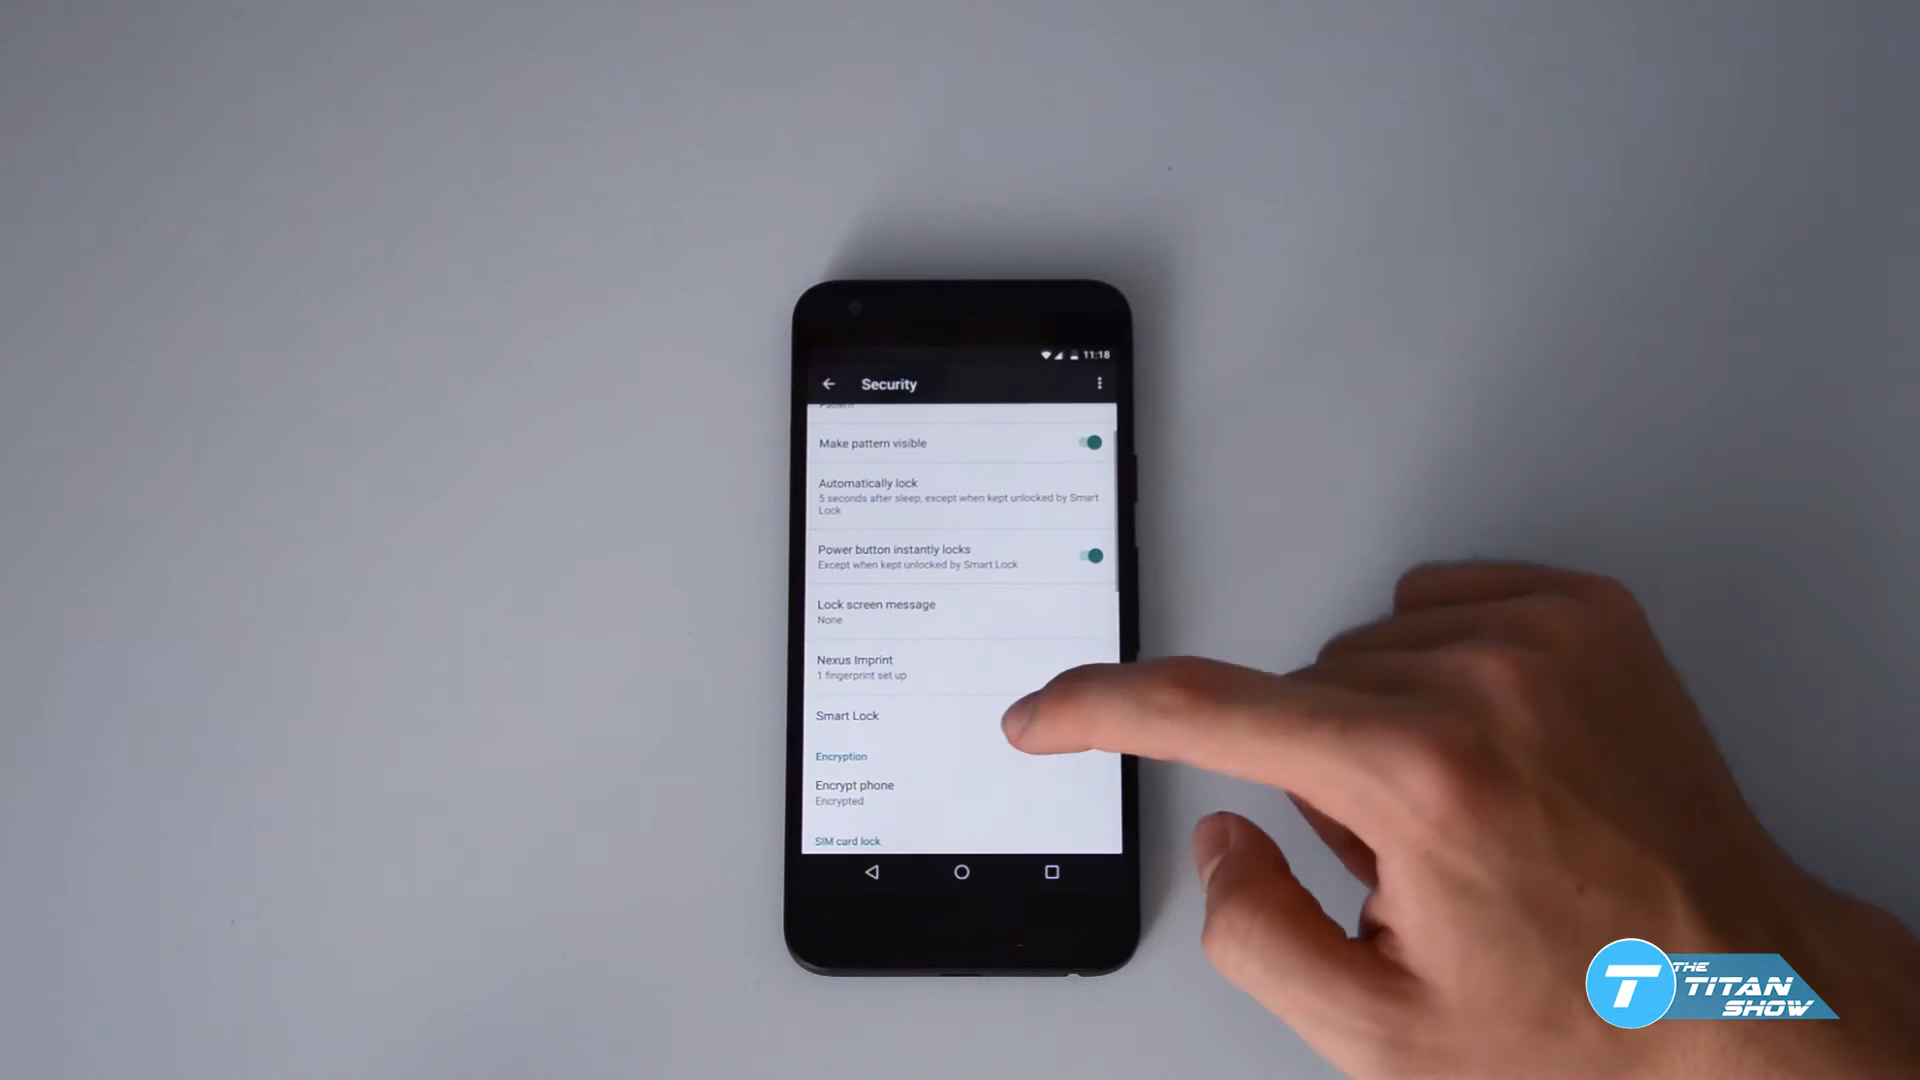 11:18
Security
Pattern
Make pattern visible
Automatically lock
5 seconds after sleep, except when kept unlocked by Smart
Lock
Power button instantly locks
Except when kept unlocked by Smart Lock
Lock screen message
None
Nexus Imprint
1 fingerprint set up
Smart Lock
Encryption
Encrypt phone
Encrypted
SIM card lock
T
THE
TITAN
SHOW